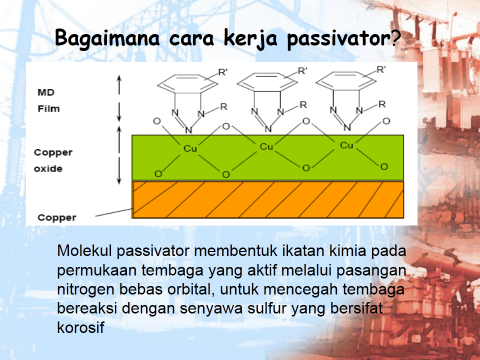 Bagaimana cara kerja passivator?
MD
Film
Copper
oxide
Copper
R' R' R'
R R R
N N N N N N
N N N
O O O O
Cu Cu Cu
O O O O
Molekul passivator membentuk ikatan kimia pada
permukaan tembaga yang aktif melalui pasangan
nitrogen bebas orbital, untuk mencegah tembaga
bereaksi dengan senyawa sulfur yang bersifat
korosif